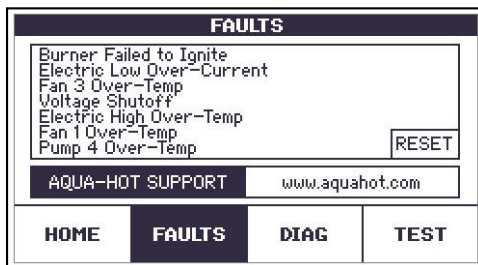 FAULTS
Burner Failed to Ignite
Electric Low Over-Current
Fan 3 Over-Temp
Voltage Shutoff
Electric High Over-Temp
Fan 1 Over-Temp
Pump 4 Over-Temp
RESET
AQUA-HOT SUPPORT www.aquahot.com
HOME FAULTS DIAG TEST